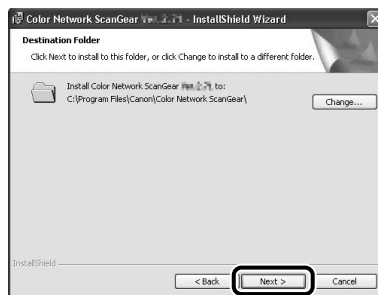 Color Network ScanGear - InstallShield Wizard
Destination Folder
Click Next to install to this folder, or click Change to install to a different folder.
Install Color Network ScanGear to:
C:\Program Files\Canon\Color Network ScanGear\
Change...
InstallShield
< Back
Next >
Cancel